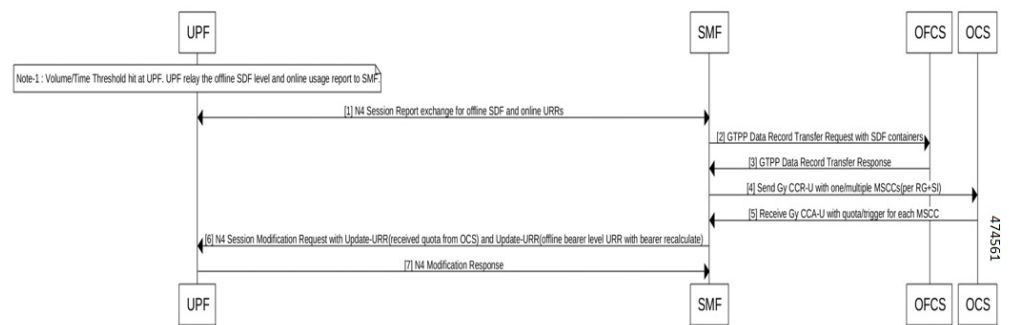 UPF SMF OFCS OCS
Note-1 : Volume/Time Threshold hit at UPF. UPF relay the offline SDF level and online usage report to SMF.
[1] N4 Session Report exchange for offline SDF and online URRs
[2] GTPP Data Record Transfer Request with SDF containers
[3] GTPP Data Record Transfer Response
[4] Send Gy CCR-U with one/multiple MSCCs(per RG+SI)
[5] Receive Gy CCA-U with quota/trigger for each MSCC
[6] N4 Session Modification Request with Update-URR(received quota from OCS) and Update-URR(offline bearer level URR with bearer recalculate)
[7] N4 Modification Response
UPF SMF OFCS OCS
474561